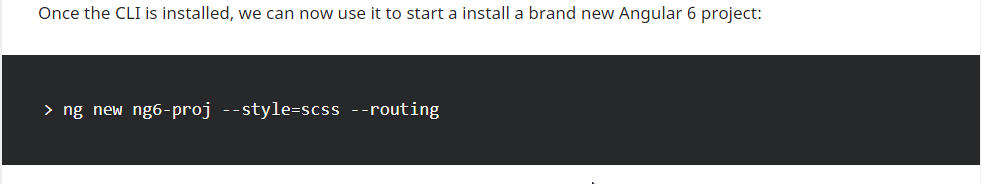 Once the CLI is installed, we can now use it to start a install a brand new Angular 6 project:
> ng new ng6-proj --style=scss --routing